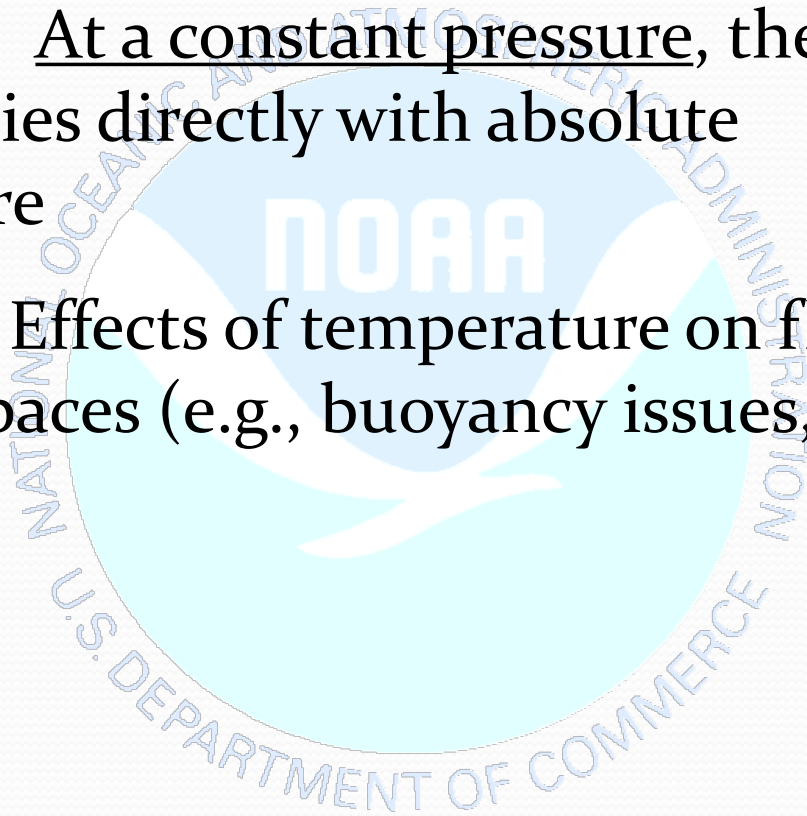 At a constant pressure, the
ies directly with absolute
re
Effects of temperature on f
paces (e.g., buoyancy issues,
NOAA
NATIONAL OCEANIC AND ATMOSPHERIC ADMINISTRATION
U.S. DEPARTMENT OF COMMERCE